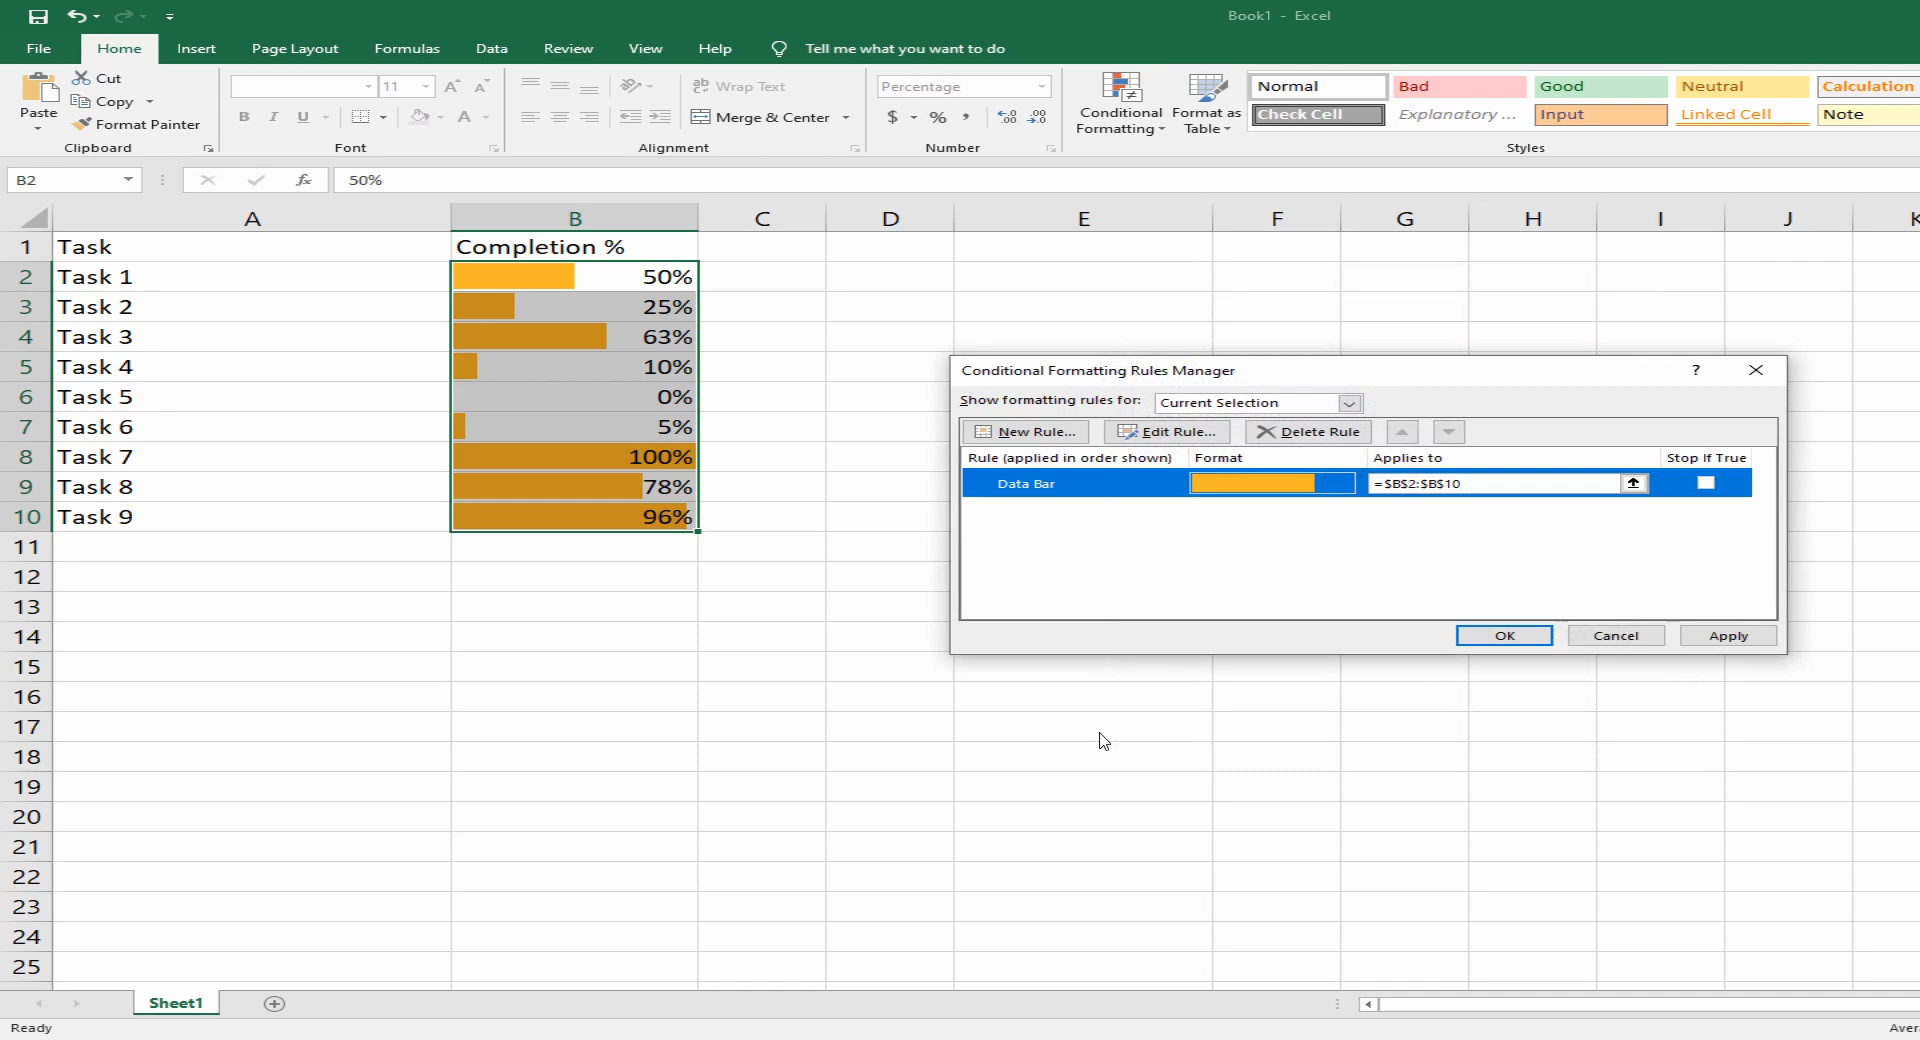 Book1 - Excel
File Home Insert Page Layout Formulas Data Review View Help Tell me what you want to do
Paste
Cut
Copy
Format Painter
Clipboard
11
B I U A
Font
ab Wrap Text
Merge & Center
Alignment
Percentage
$ % , .00 .00
Number
Conditional Formatting
Format as Table
Normal Bad Good Neutral Calculation
Check Cell Explanatory ... Input Linked Cell Note
Styles
B2 fx 50%
A B C D E F G H I J
1 Task Completion %
2 Task 1 50%
3 Task 2 25%
4 Task 3 63%
5 Task 4 10%
6 Task 5 0%
7 Task 6 5%
8 Task 7 100%
9 Task 8 78%
10 Task 9 96%
11
12
13
14
15
16
17
18
19
20
21
22
23
24
25
Conditional Formatting Rules Manager ?
Show formatting rules for: Current Selection
New Rule... Edit Rule... Delete Rule
Rule (applied in order shown) Format Applies to Stop If True
Data Bar =$B$2:$B$10
OK Cancel Apply
Sheet1
Ready